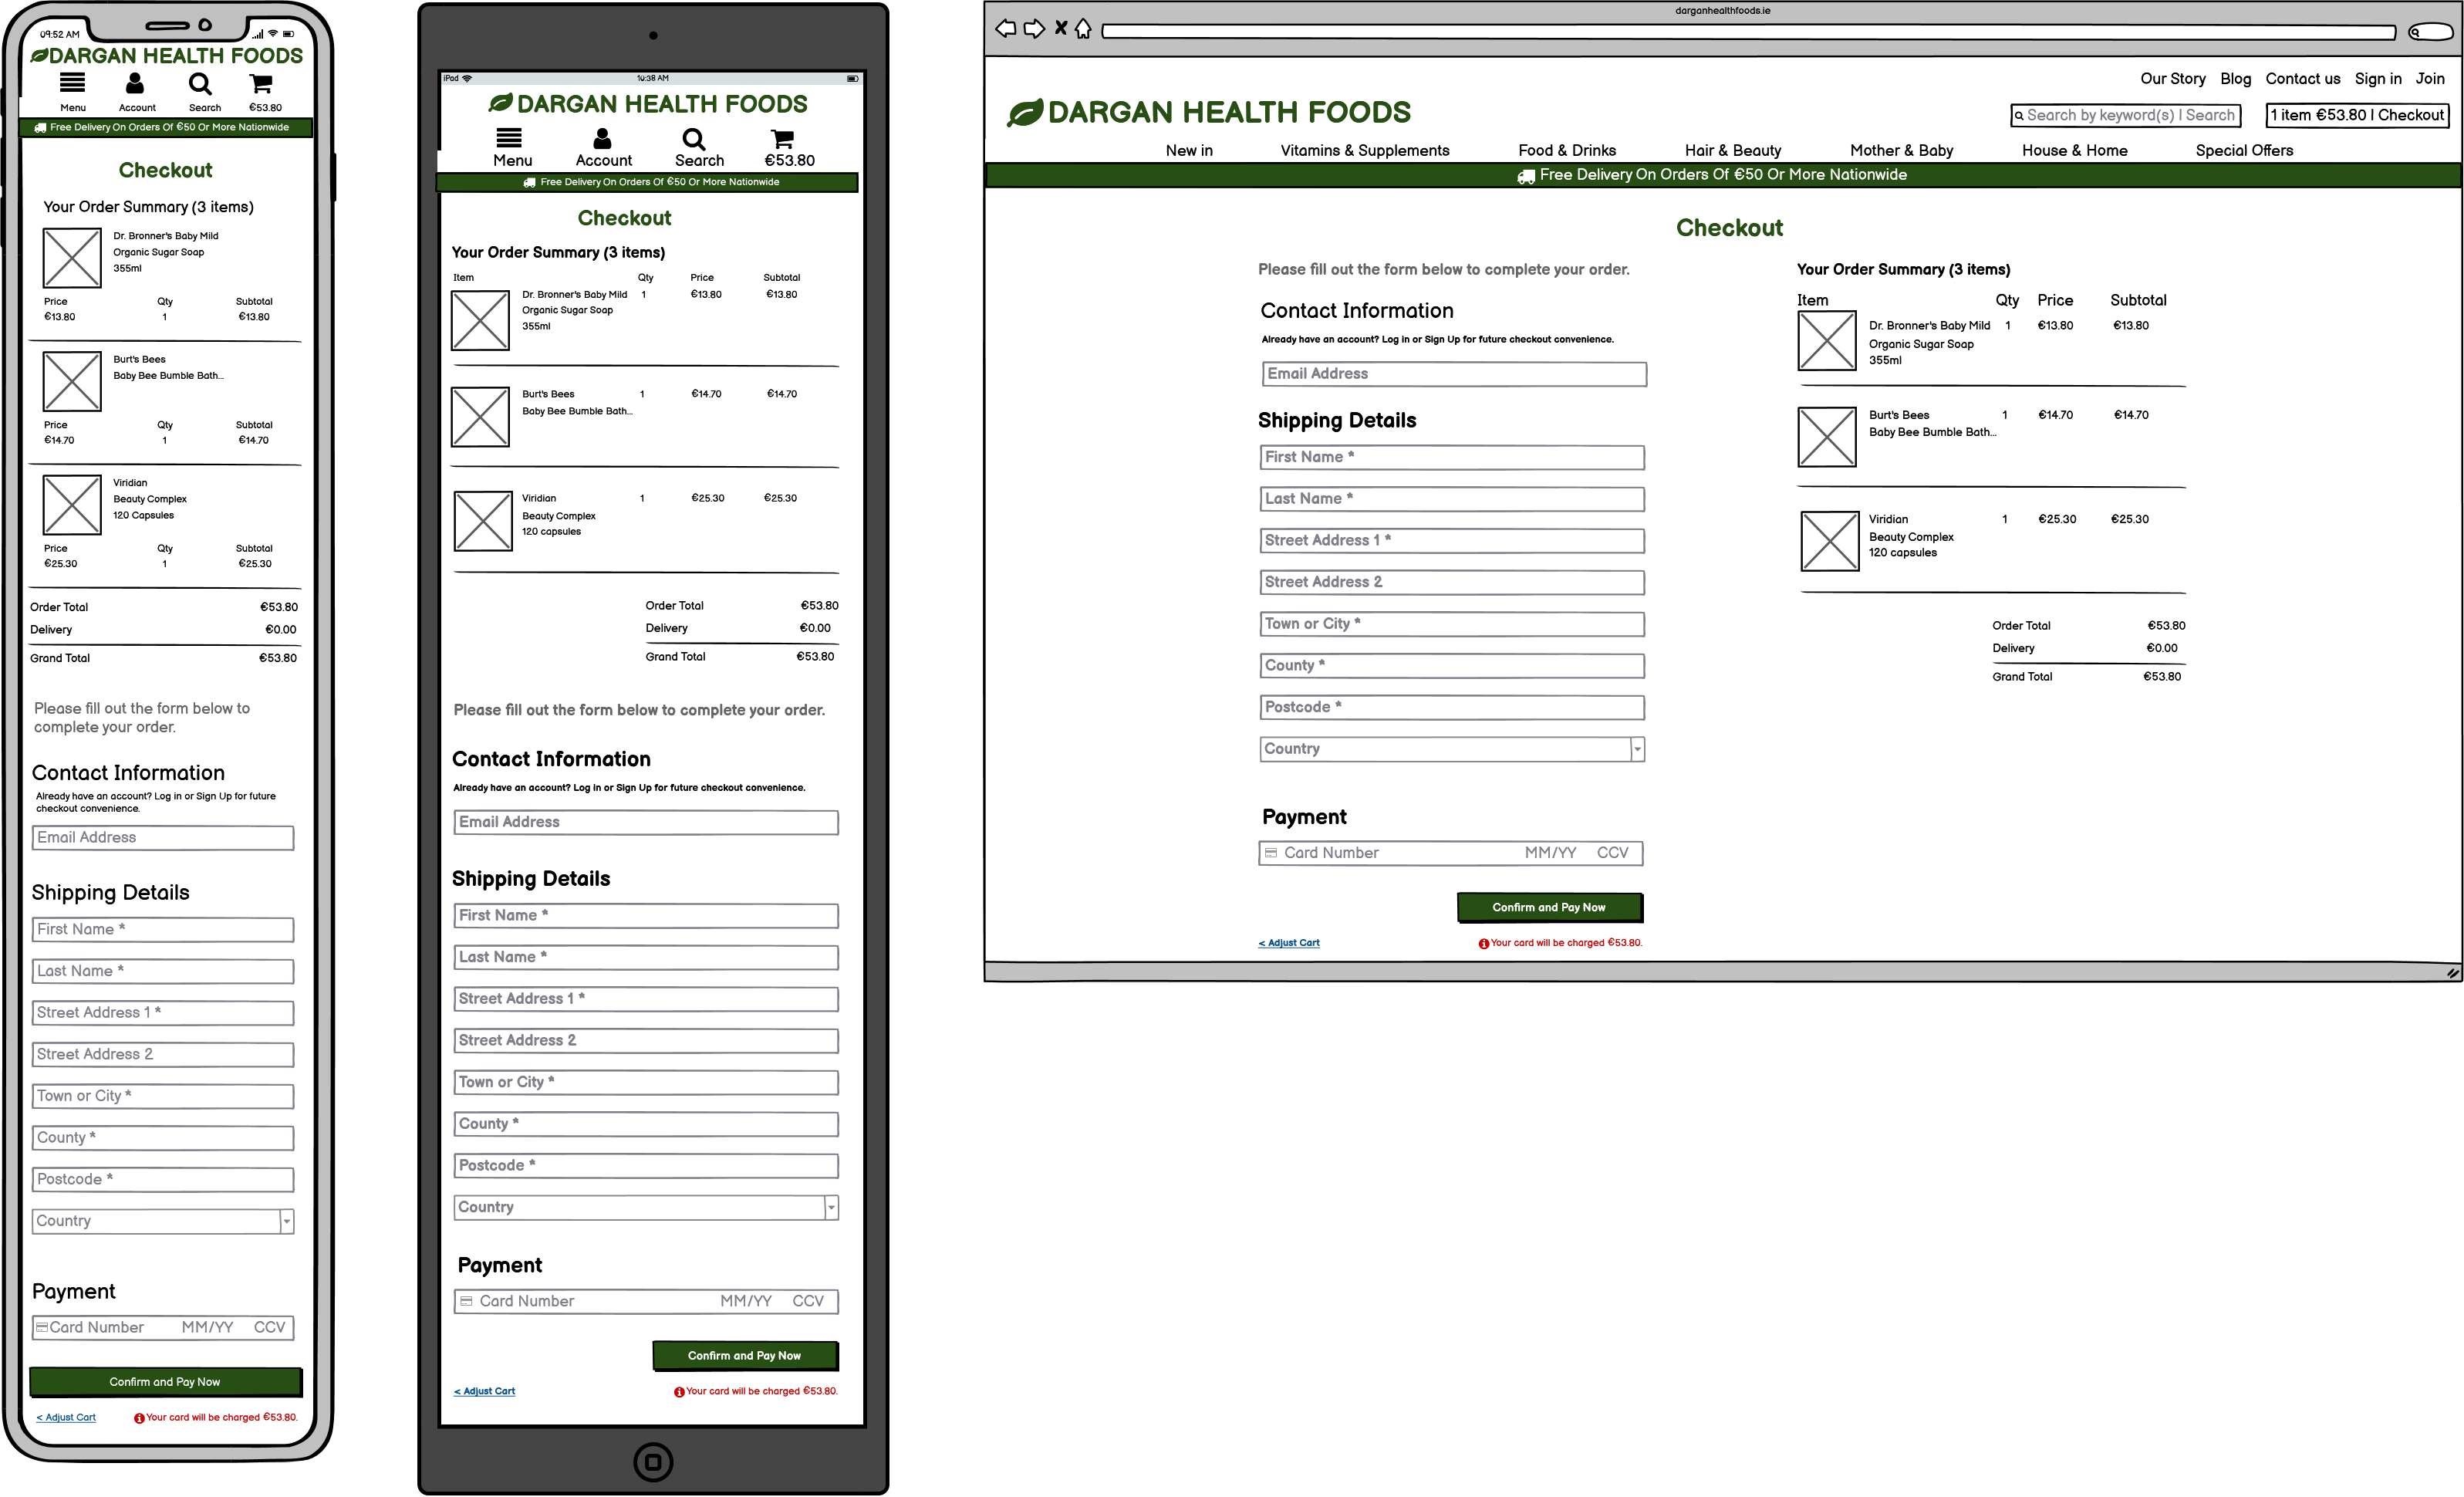 09:52 AM
DARGAN HEALTH FOODS
Menu Account Search €53.80
Free Delivery On Orders Of €50 Or More Nationwide
Checkout
Your Order Summary (3 items)
Dr. Bronner's Baby Mild
Organic Sugar Soap
355ml
Price Qty Subtotal
€13.80 1 €13.80
Burt's Bees
Baby Bee Bumble Bath...
Price Qty Subtotal
€14.70 1 €14.70
Viridian
Beauty Complex
120 Capsules
Price Qty Subtotal
€25.30 1 €25.30
Order Total €53.80
Delivery €0.00
Grand Total €53.80
Please fill out the form below to
complete your order.
Contact Information
Already have an account? Log in or Sign Up for future
checkout convenience.
Email Address
Shipping Details
First Name *
Last Name *
Street Address 1 *
Street Address 2
Town or City *
County *
Postcode *
Country
Payment
Card Number MM/YY CCV
Confirm and Pay Now
< Adjust Cart Your card will be charged €53.80.
iPad 10:38 AM
DARGAN HEALTH FOODS
Menu Account Search €53.80
Free Delivery On Orders Of €50 Or More Nationwide
Checkout
Your Order Summary (3 items)
Item Qty Price Subtotal
Dr. Bronner's Baby Mild 1 €13.80 €13.80
Organic Sugar Soap
355ml
Burt's Bees 1 €14.70 €14.70
Baby Bee Bumble Bath...
Viridian 1 €25.30 €25.30
Beauty Complex
120 capsules
Order Total €53.80
Delivery €0.00
Grand Total €53.80
Please fill out the form below to complete your order.
Contact Information
Already have an account? Log in or Sign Up for future checkout convenience.
Email Address
Shipping Details
First Name *
Last Name *
Street Address 1 *
Street Address 2
Town or City *
County *
Postcode *
Country
Payment
Card Number MM/YY CCV
Confirm and Pay Now
< Adjust Cart Your card will be charged €53.80.
darganhealthfoods.ie
Our Story Blog Contact us Sign in Join
DARGAN HEALTH FOODS
Search by keyword(s) | Search
1 item €53.80 | Checkout
New in Vitamins & Supplements Food & Drinks Hair & Beauty Mother & Baby House & Home Special Offers
Free Delivery On Orders Of €50 Or More Nationwide
Checkout
Please fill out the form below to complete your order.
Contact Information
Already have an account? Log in or Sign Up for future checkout convenience.
Email Address
Shipping Details
First Name *
Last Name *
Street Address 1 *
Street Address 2
Town or City *
County *
Postcode *
Country
Payment
Card Number MM/YY CCV
Confirm and Pay Now
< Adjust Cart Your card will be charged €53.80.
Your Order Summary (3 items)
Item Qty Price Subtotal
Dr. Bronner's Baby Mild 1 €13.80 €13.80
Organic Sugar Soap
355ml
Burt's Bees 1 €14.70 €14.70
Baby Bee Bumble Bath...
Viridian 1 €25.30 €25.30
Beauty Complex
120 capsules
Order Total €53.80
Delivery €0.00
Grand Total €53.80